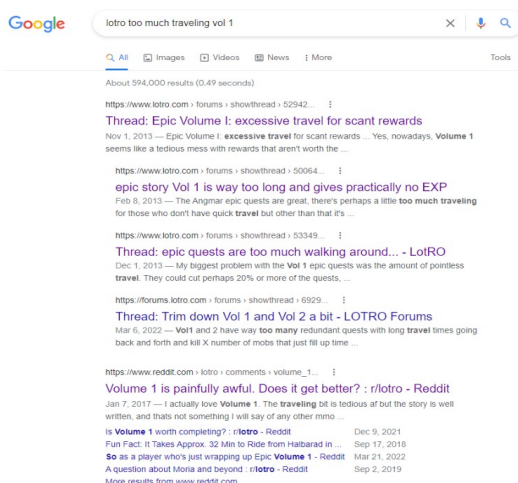 Google
lotro too much traveling vol 1
All Images Videos News More Tools
About 594,000 results (0.49 seconds)
https://www.lotro.com › forums › showthread › 52942...
Thread: Epic Volume I: excessive travel for scant rewards
Nov 1, 2013 — Epic Volume I: excessive travel for scant rewards ... Yes, nowadays, Volume 1
seems like a tedious mess with rewards that aren't worth the ...
https://www.lotro.com › forums › showthread › 50064...
epic story Vol 1 is way too long and gives practically no EXP
Feb 8, 2013 — The Angmar epic quests are great, there's perhaps a little too much traveling
for those who don't have quick travel but other than that it's ...
https://www.lotro.com › forums › showthread › 53349...
Thread: epic quests are too much walking around... - LotRO
Dec 1, 2013 — My biggest problem with the Vol 1 epic quests was the amount of pointless
travel. They could cut perhaps 20% or more of the quests, ...
https://forums.lotro.com › forums › showthread › 6929...
Thread: Trim down Vol 1 and Vol 2 a bit - LOTRO Forums
Mar 6, 2022 — Vol1 and 2 have way too many redundant quests with long travel times going
back and forth and kill X number of mobs that just fill up time ...
https://www.reddit.com › lotro › comments › volume_1...
Volume 1 is painfully awful. Does it get better? : r/lotro - Reddit
Jan 7, 2017 — I actually love Volume 1. The traveling bit is tedious af but the story is well
written, and thats not something I will say of any other mmo ...
Is Volume 1 worth completing? : r/lotro - Reddit Dec 9, 2021
Fun Fact: It Takes Approx. 32 Min to Ride from Halbarad in ... Sep 17, 2018
So as a player who's just wrapping up Epic Volume 1 - Reddit Mar 21, 2022
A question about Moria and beyond : r/lotro - Reddit Sep 2, 2019
More results from www.reddit.com